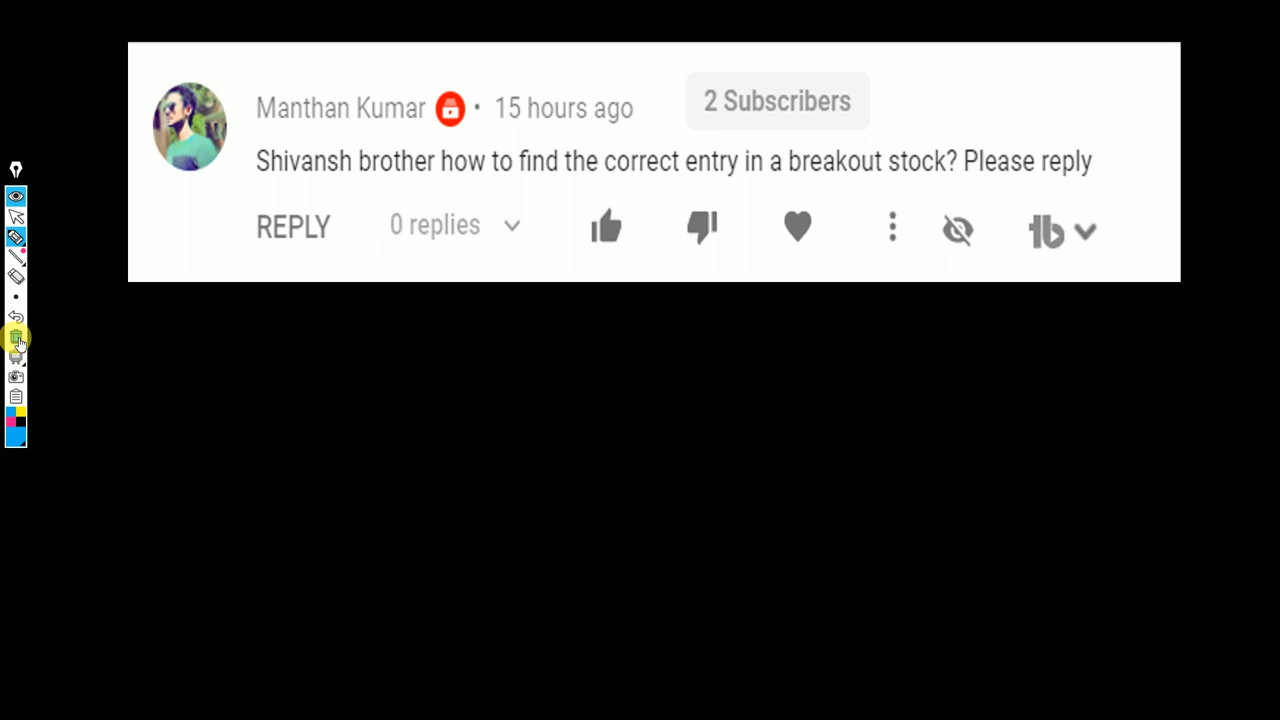 Manthan Kumar • 15 hours ago 2 Subscribers
Shivansh brother how to find the correct entry in a breakout stock? Please reply
REPLY 0 replies